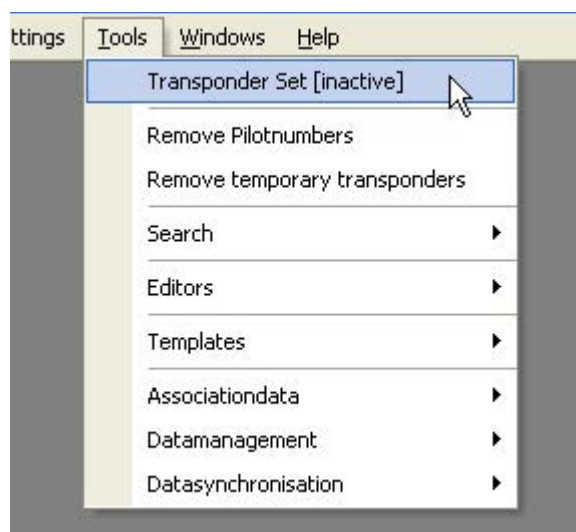 ttings Tools Windows Help
Transponder Set [inactive]
Remove Pilotnumbers
Remove temporary transponders
Search
Editors
Templates
Associationdata
Datamanagement
Datasynchronisation